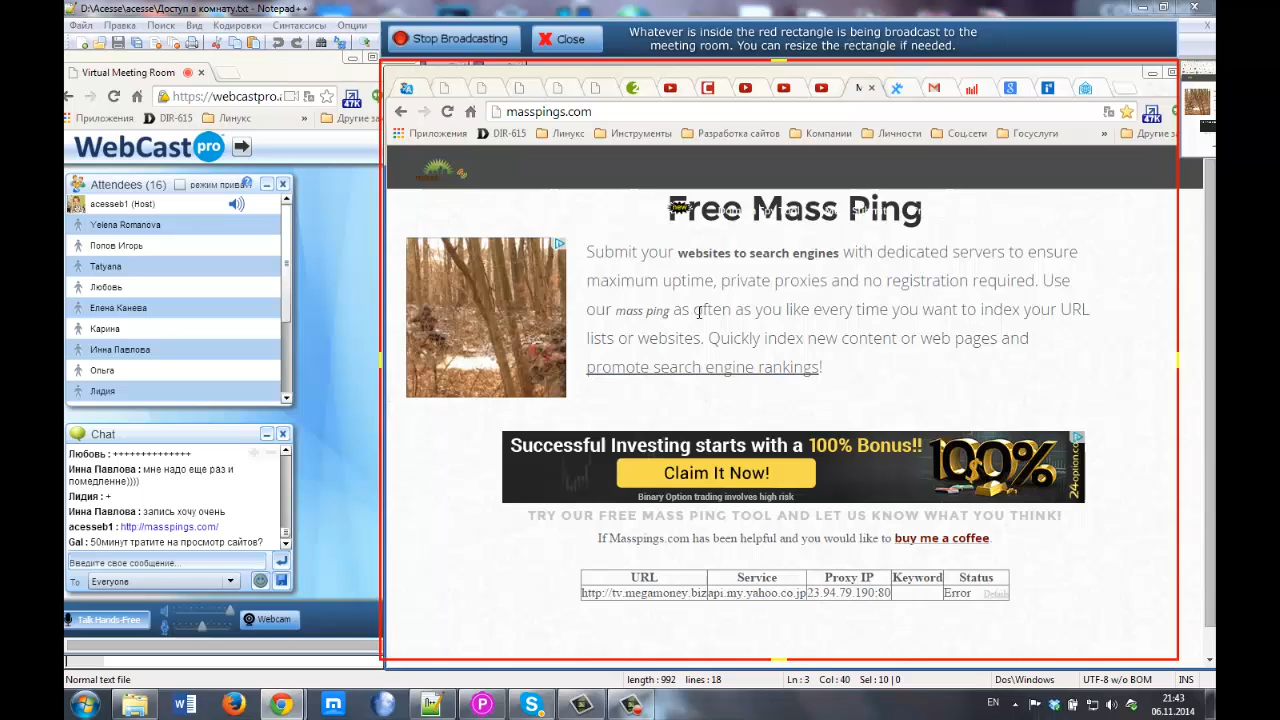 D:\Acesse\acesse\Доступ в комнату.txt - Notepad++
Файл Правка Поиск Вид Кодировки Синтаксисы Опции
Stop Broadcasting
Close
Whatever is inside the red rectangle is being broadcast to the
meeting room. You can resize the rectangle if needed.
Virtual Meeting Room
https://webcastpro.
47K
Приложения DIR-615 Линукс » Другие за
masspings.com
47K
Приложения DIR-615 Линукс Инструменты Разработка сайтов Компании Личности Соц.сети Госуслуги » Другие за
WebCast pro
Attendees (16) режим прива
acesseb1 (Host)
Yelena Romanova
Попов Игорь
Tatyana
Любовь
Елена Канева
Карина
Инна Павлова
Ольга
Лидия
Free Mass Ping
new
Submit your websites to search engines with dedicated servers to ensure
maximum uptime, private proxies and no registration required. Use
our mass ping as often as you like every time you want to index your URL
lists or websites. Quickly index new content or web pages and
promote search engine rankings!
Successful Investing starts with a 100% Bonus!!
Claim It Now!
Binary Option trading involves high risk
100%
24-option.co
TRY OUR FREE MASS PING TOOL AND LET US KNOW WHAT YOU THINK!
If Masspings.com has been helpful and you would like to buy me a coffee.
URL Service Proxy IP Keyword Status
http://tv.megamoney.biz api.my.yahoo.co.jp 23.94.79.190:80 Error Details
Chat
Любовь : ++++++++++++++
Инна Павлова: мне надо еще раз и
помедленне))))
Лидия : +
Инна Павлова : запись хочу очень
acesseb1 : http://masspings.com/
Gal : 50минут тратите на просмотр сайтов?
Введите свое сообщение...
To Everyone
Talk Hands-Free
Webcam
Normal text file length : 992 lines : 18 Ln : 3 Col : 40 Sel : 10 | 0 Dos\Windows UTF-8 w/o BOM INS
EN
21:43
06.11.2014